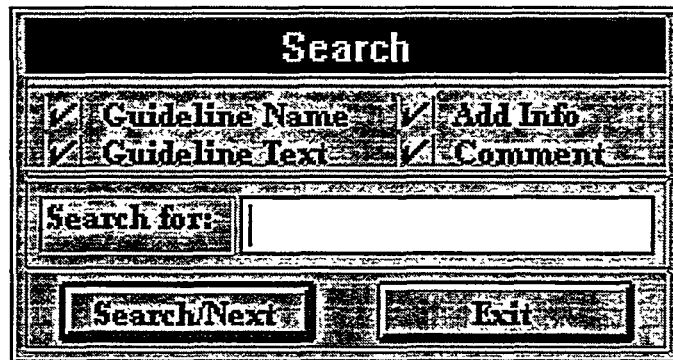 Search
Guideline Name Add Info
Guideline Text Comment
Search for:
Search/Next Exit